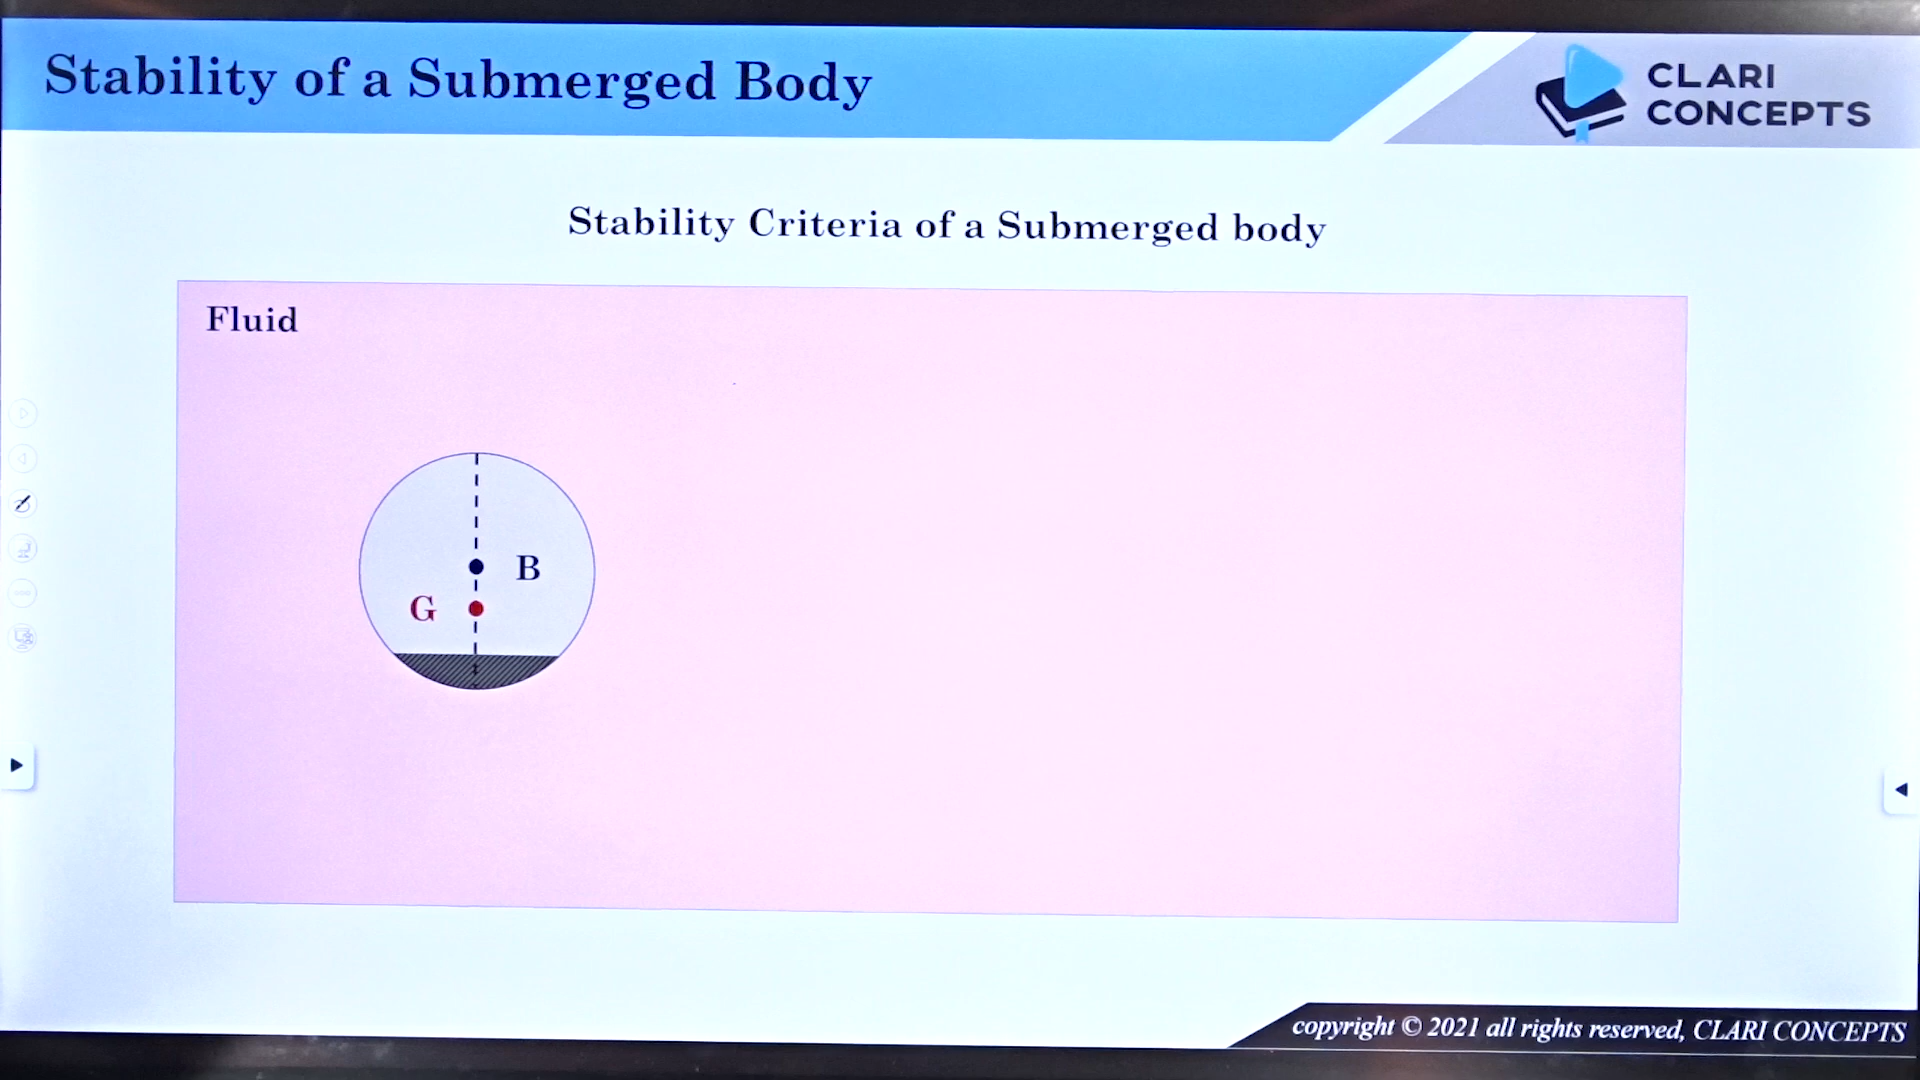 Stability of a Submerged Body
CLARI
CONCEPTS
Stability Criteria of a Submerged body
Fluid
B
G
copyright © 2021 all rights reserved, CLARI CONCEPTS